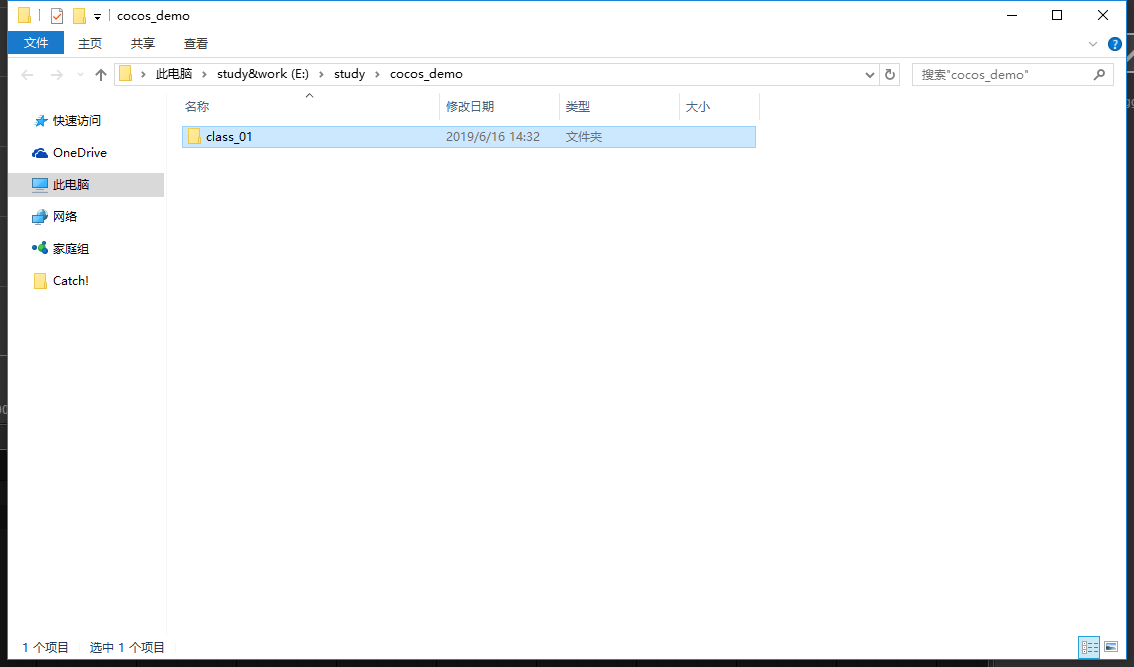 cocos_demo
文件 主页 共享 查看
此电脑 study&work (E:) study cocos_demo 搜索"cocos_demo"
名称 修改日期 类型 大小
class_01 2019/6/16 14:32 文件夹
快速访问
OneDrive
此电脑
网络
家庭组
Catch!
1 个项目 选中 1 个项目